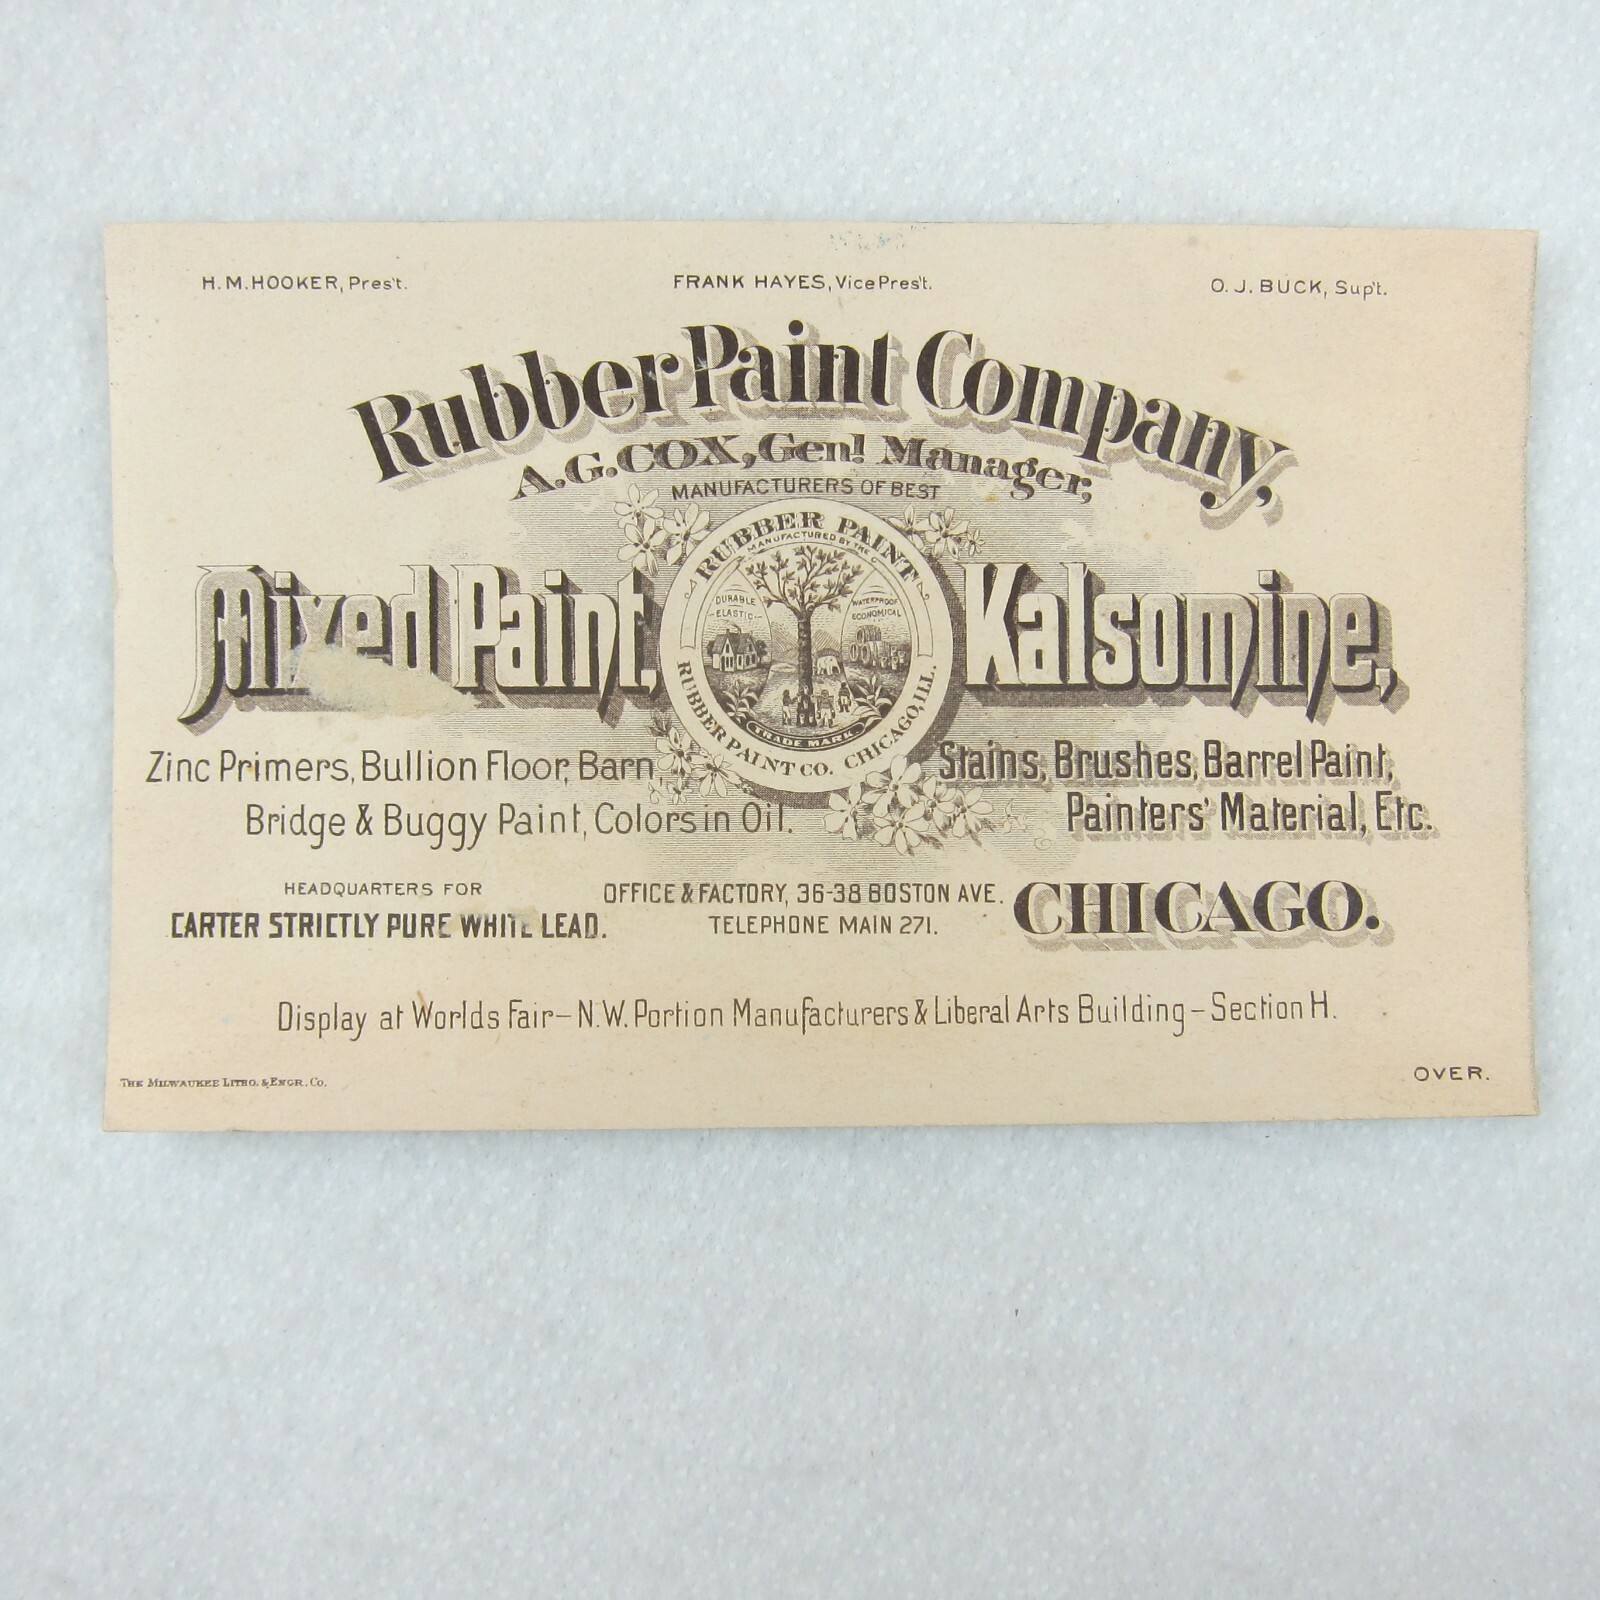 H.M.HOOKER, Pres't. FRANK HAYES, Vice Pres't. O.J. BUCK, Sup't.
Rubber Paint Company,
A.G. COX, Gen'l Manager,
MANUFACTURERS OF BEST
Mixed Paint, Kalsomine,
RUBBER PAINT
MANUFACTURED BY THE
DURABLE
ELASTIC
WATERPROOF
ECONOMICAL
TRADE MARK
RUBBER PAINT CO. CHICAGO, ILL.
Zinc Primers, Bullion Floor, Barn,
Bridge & Buggy Paint, Colors in Oil.
Stains, Brushes, Barrel Paint,
Painters' Material, Etc.
HEADQUARTERS FOR
CARTER STRICTLY PURE WHITE LEAD.
OFFICE & FACTORY, 36-38 BOSTON AVE.
TELEPHONE MAIN 271.
CHICAGO.
Display at Worlds Fair – N.W. Portion Manufacturers & Liberal Arts Building – Section H.
THE MILWAUKEE LITHO. & ENGR. CO.
OVER.